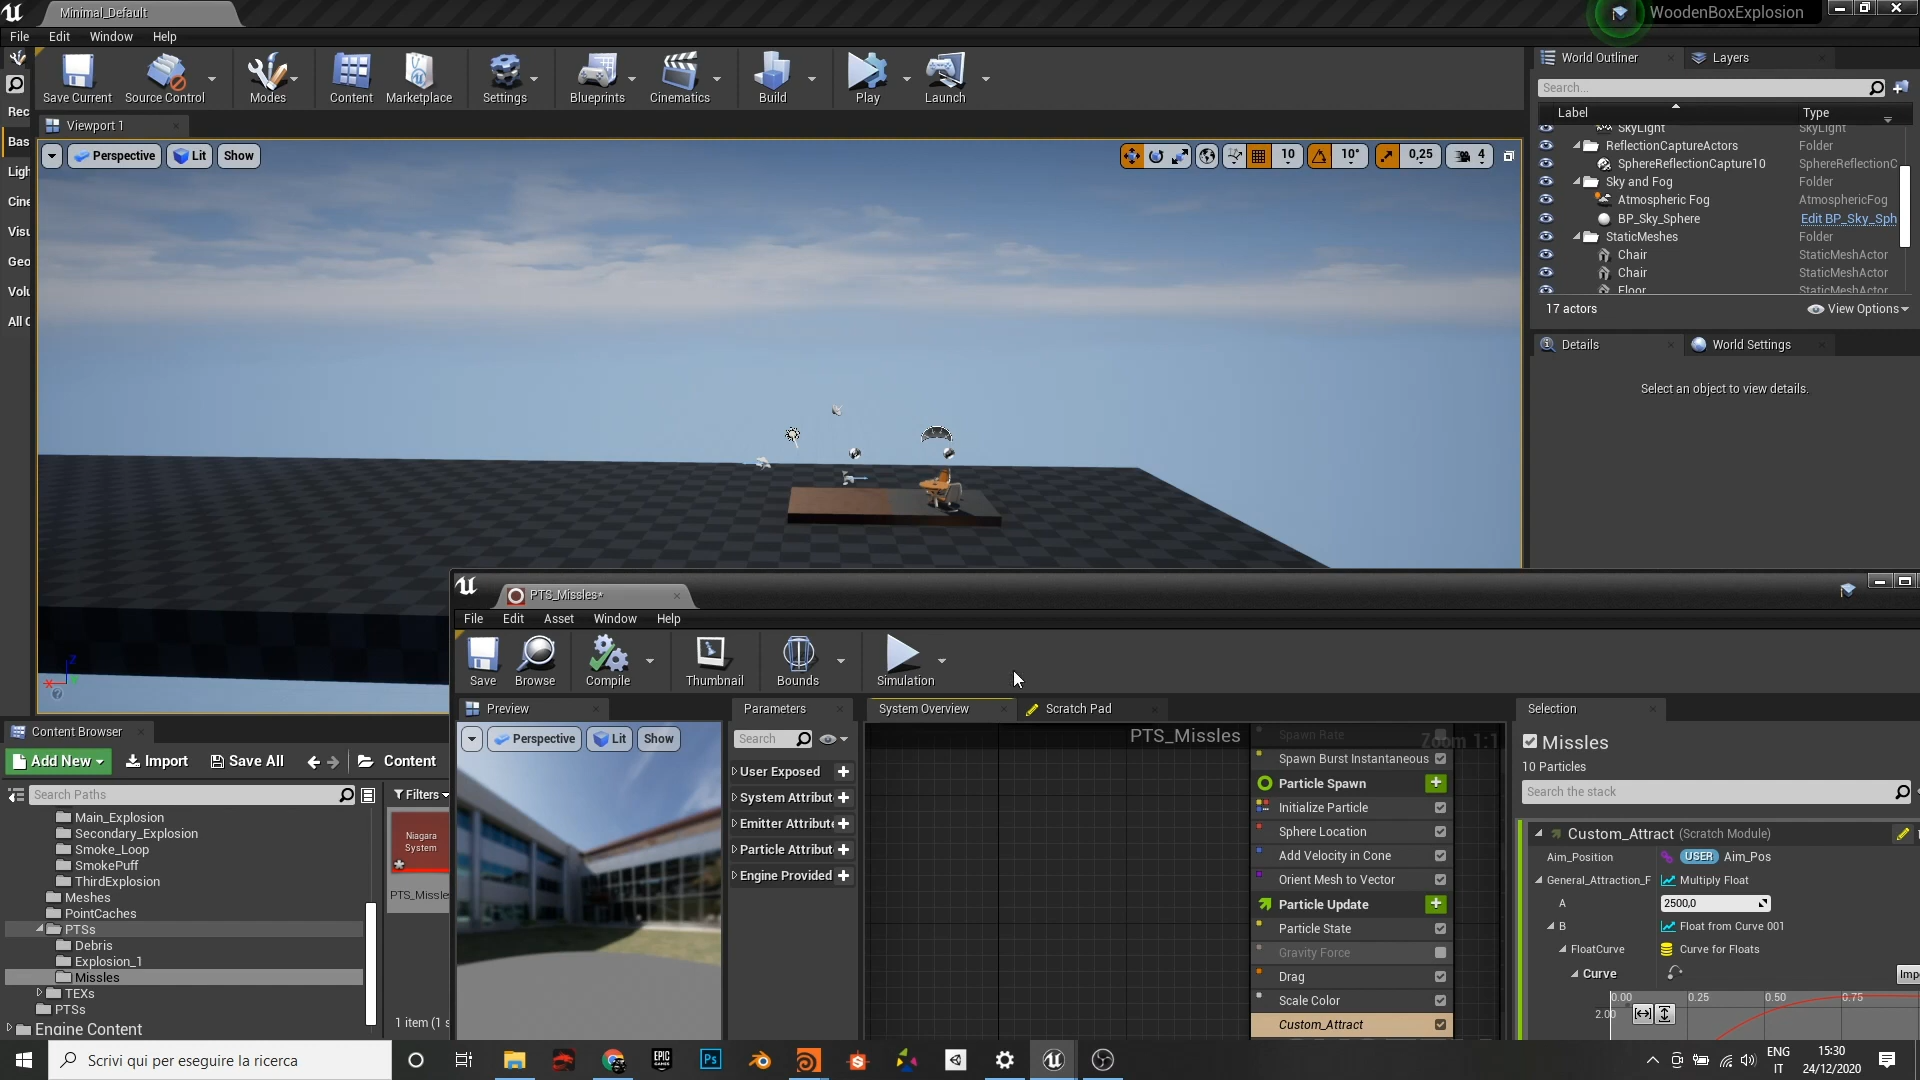 Minimal_Default
WoodenBoxExplosion
File Edit Window Help
Save Current
Source Control
Modes
Content
Marketplace
Settings
Blueprints
Cinematics
Build
Play
Launch
World Outliner
Layers
Search...
Label
Type
SkyLight
SkyLight
ReflectionCaptureActors
Folder
SphereReflectionCapture10
SphereReflectionC
Sky and Fog
Folder
Atmospheric Fog
AtmosphericFog
BP_Sky_Sphere
Edit BP_Sky_Sph
StaticMeshes
Folder
Chair
StaticMeshActor
Chair
StaticMeshActor
Floor
StaticMeshActor
17 actors
View Options
Details
World Settings
Select an object to view details.
Rec
Bas
Ligh
Cine
Visu
Geo
Volu
All C
Viewport 1
Perspective
Lit
Show
10
10°
0,25
4
Z
X
PTS_Missles*
File Edit Asset Window Help
Save
Browse
Compile
Thumbnail
Bounds
Simulation
Preview
Perspective
Lit
Show
Parameters
Search
User Exposed
System Attribut
Emitter Attribut
Particle Attribut
Engine Provided
System Overview
Scratch Pad
PTS_Missles
Zoom 1:1
Spawn Rate
Spawn Burst Instantaneous
Particle Spawn
Initialize Particle
Sphere Location
Add Velocity in Cone
Orient Mesh to Vector
Particle Update
Particle State
Gravity Force
Drag
Scale Color
Custom_Attract
Selection
Missles
10 Particles
Search the stack
Custom_Attract (Scratch Module)
Aim_Position
USER Aim_Pos
General_Attraction_F
Multiply Float
A
2500,0
B
Float from Curve 001
FloatCurve
Curve for Floats
Curve
Imp
0.00 0.25 0.50 0.75
2.00
Content Browser
Add New
Import
Save All
Content
Search Paths
Filters
Main_Explosion
Secondary_Explosion
Smoke_Loop
SmokePuff
ThirdExplosion
Meshes
PointCaches
PTSs
Debris
Explosion_1
Missles
TEXs
PTSs
Engine Content
Niagara
System
PTS_Missle
1 item (1 s
Scrivi qui per eseguire la ricerca
EPIC
GAMES
Ps
ENG
IT
15:30
24/12/2020